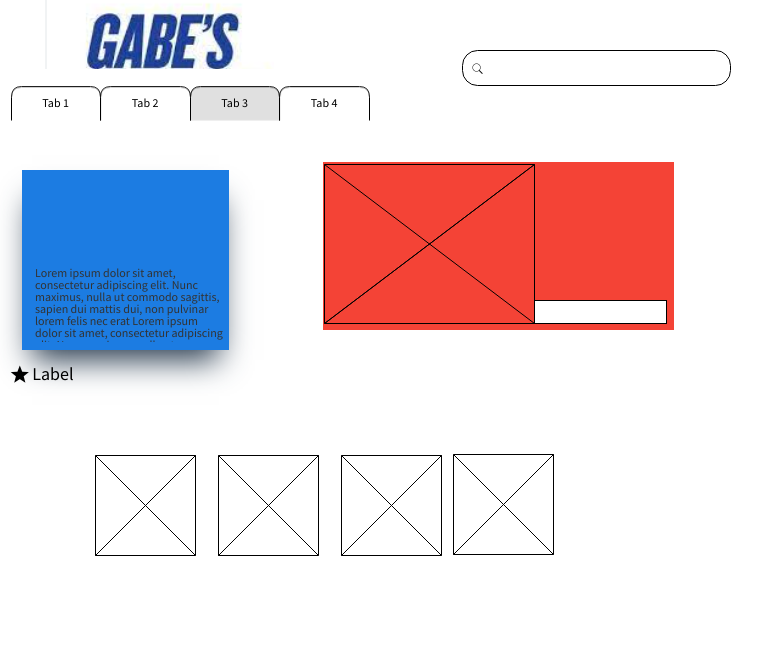 GABE'S
Tab 1
Tab 2
Tab 3
Tab 4
Lorem ipsum dolor sit amet,
consectetur adipiscing elit. Nunc
maximus, nulla ut commodo sagittis,
sapien dui mattis dui, non pulvinar
lorem felis nec erat Lorem ipsum
dolor sit amet, consectetur adipiscing
Label